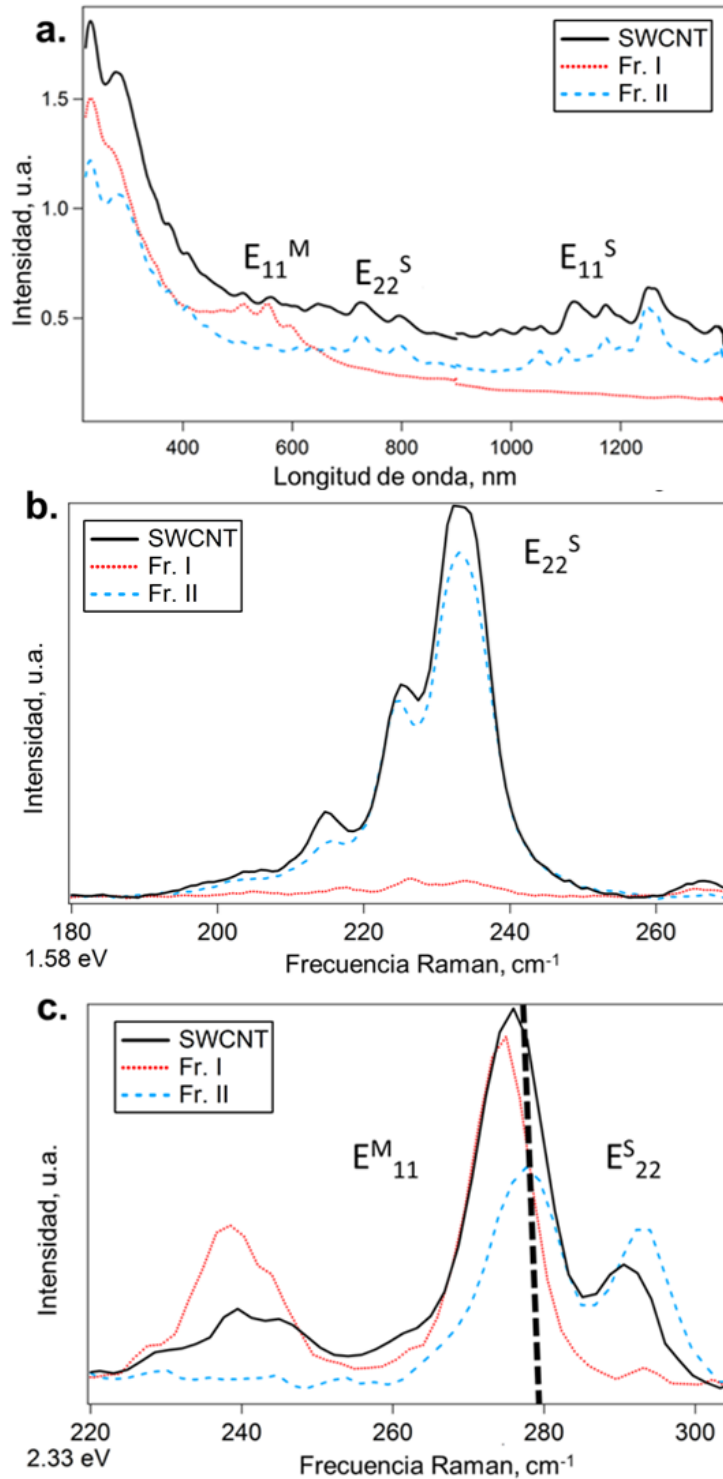 a.
SWCNT
Fr. I
Fr. II
1.5
1.0
0.5
Intensidad, u.a.
E₁₁ᴹ
E₂₂ˢ
E₁₁ˢ
400
600
800
1000
1200
Longitud de onda, nm
b.
SWCNT
Fr. I
Fr. II
E₂₂ˢ
Intensidad, u.a.
180
200
220
240
260
1.58 eV
Frecuencia Raman, cm⁻¹
c.
SWCNT
Fr. I
Fr. II
Eᴹ₁₁
Eˢ₂₂
Intensidad, u.a.
220
240
260
280
300
2.33 eV
Frecuencia Raman, cm⁻¹